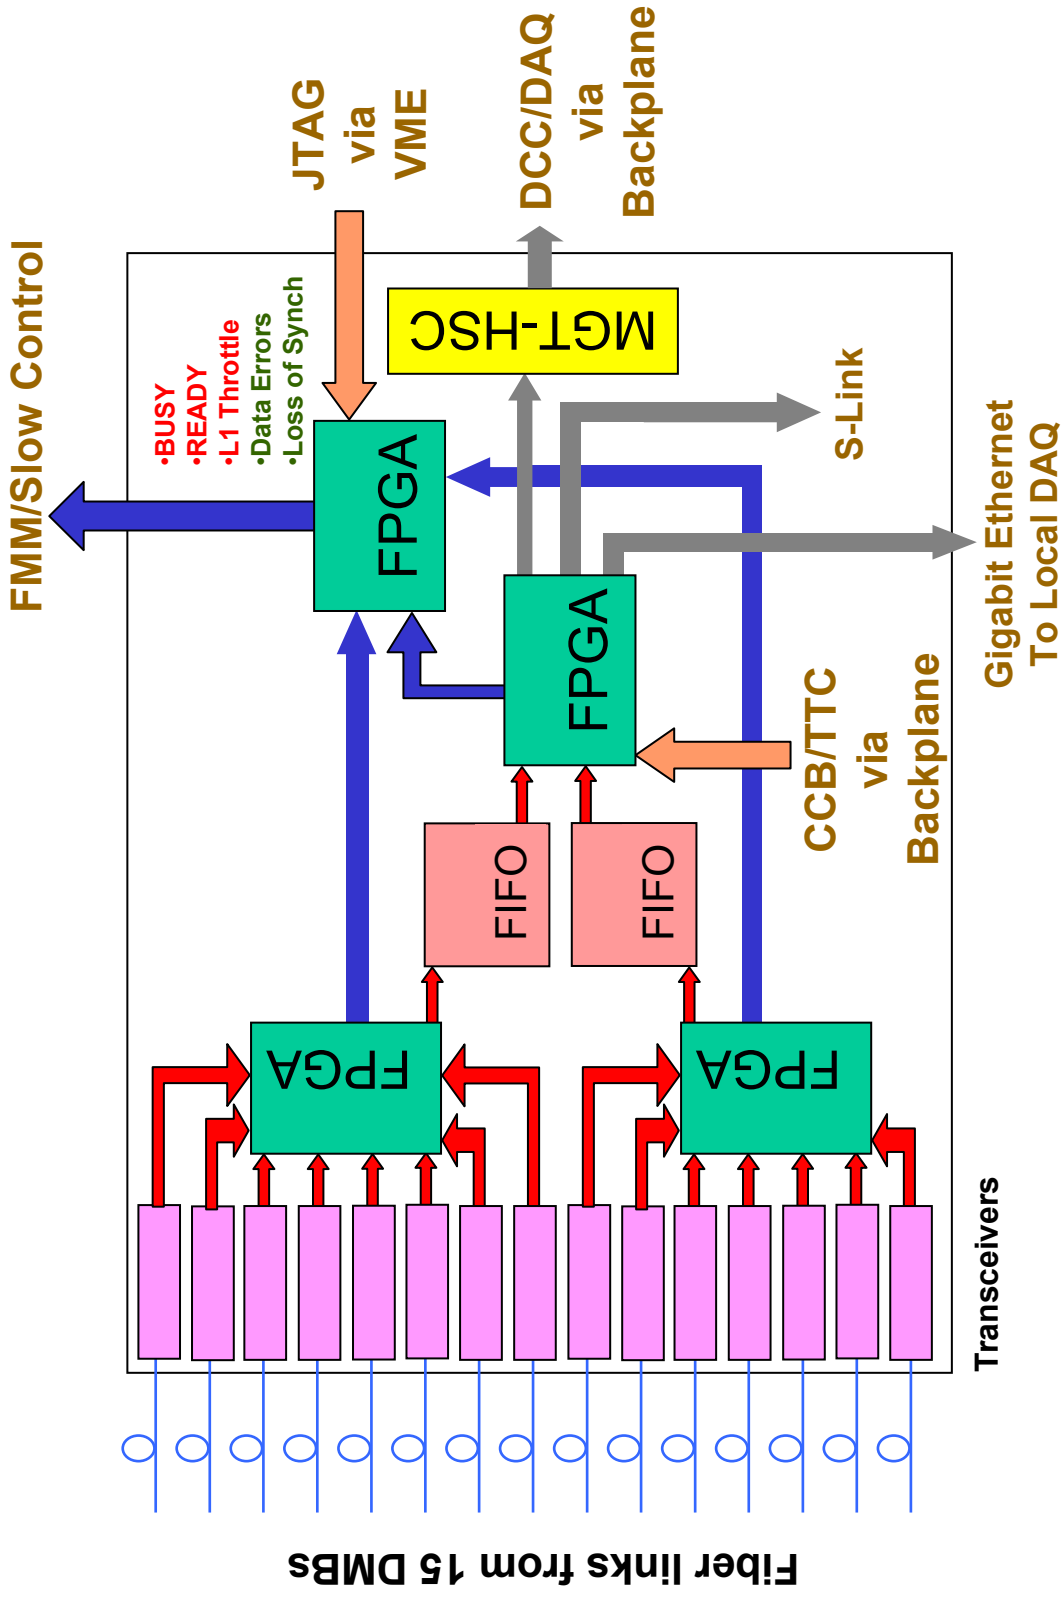 FMM/Slow Control
•BUSY
•READY
•L1 Throttle
•Data Errors
•Loss of Synch
JTAG
via
VME
DCC/DAQ
via
Backplane
FPGA
MGT-HSC
S-Link
FPGA
Gigabit Ethernet
To Local DAQ
CCB/TTC
via
Backplane
FIFO
FIFO
FPGA
FPGA
Transceivers
Fiber links from 15 DMBs